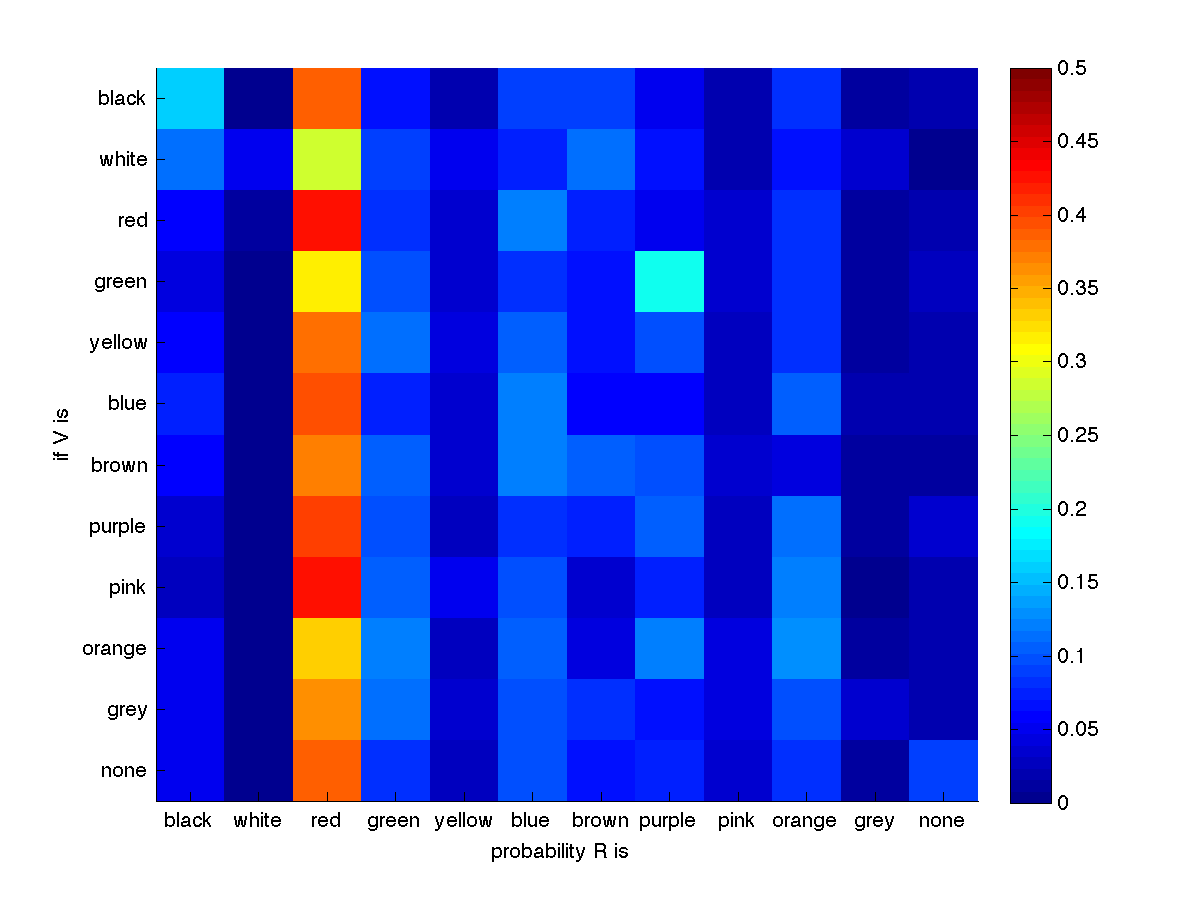 if V is
black
white
red
green
yellow
blue
brown
purple
pink
orange
grey
none
black white red green yellow blue brown purple pink orange grey none
probability R is
0.5
0.45
0.4
0.35
0.3
0.25
0.2
0.15
0.1
0.05
0